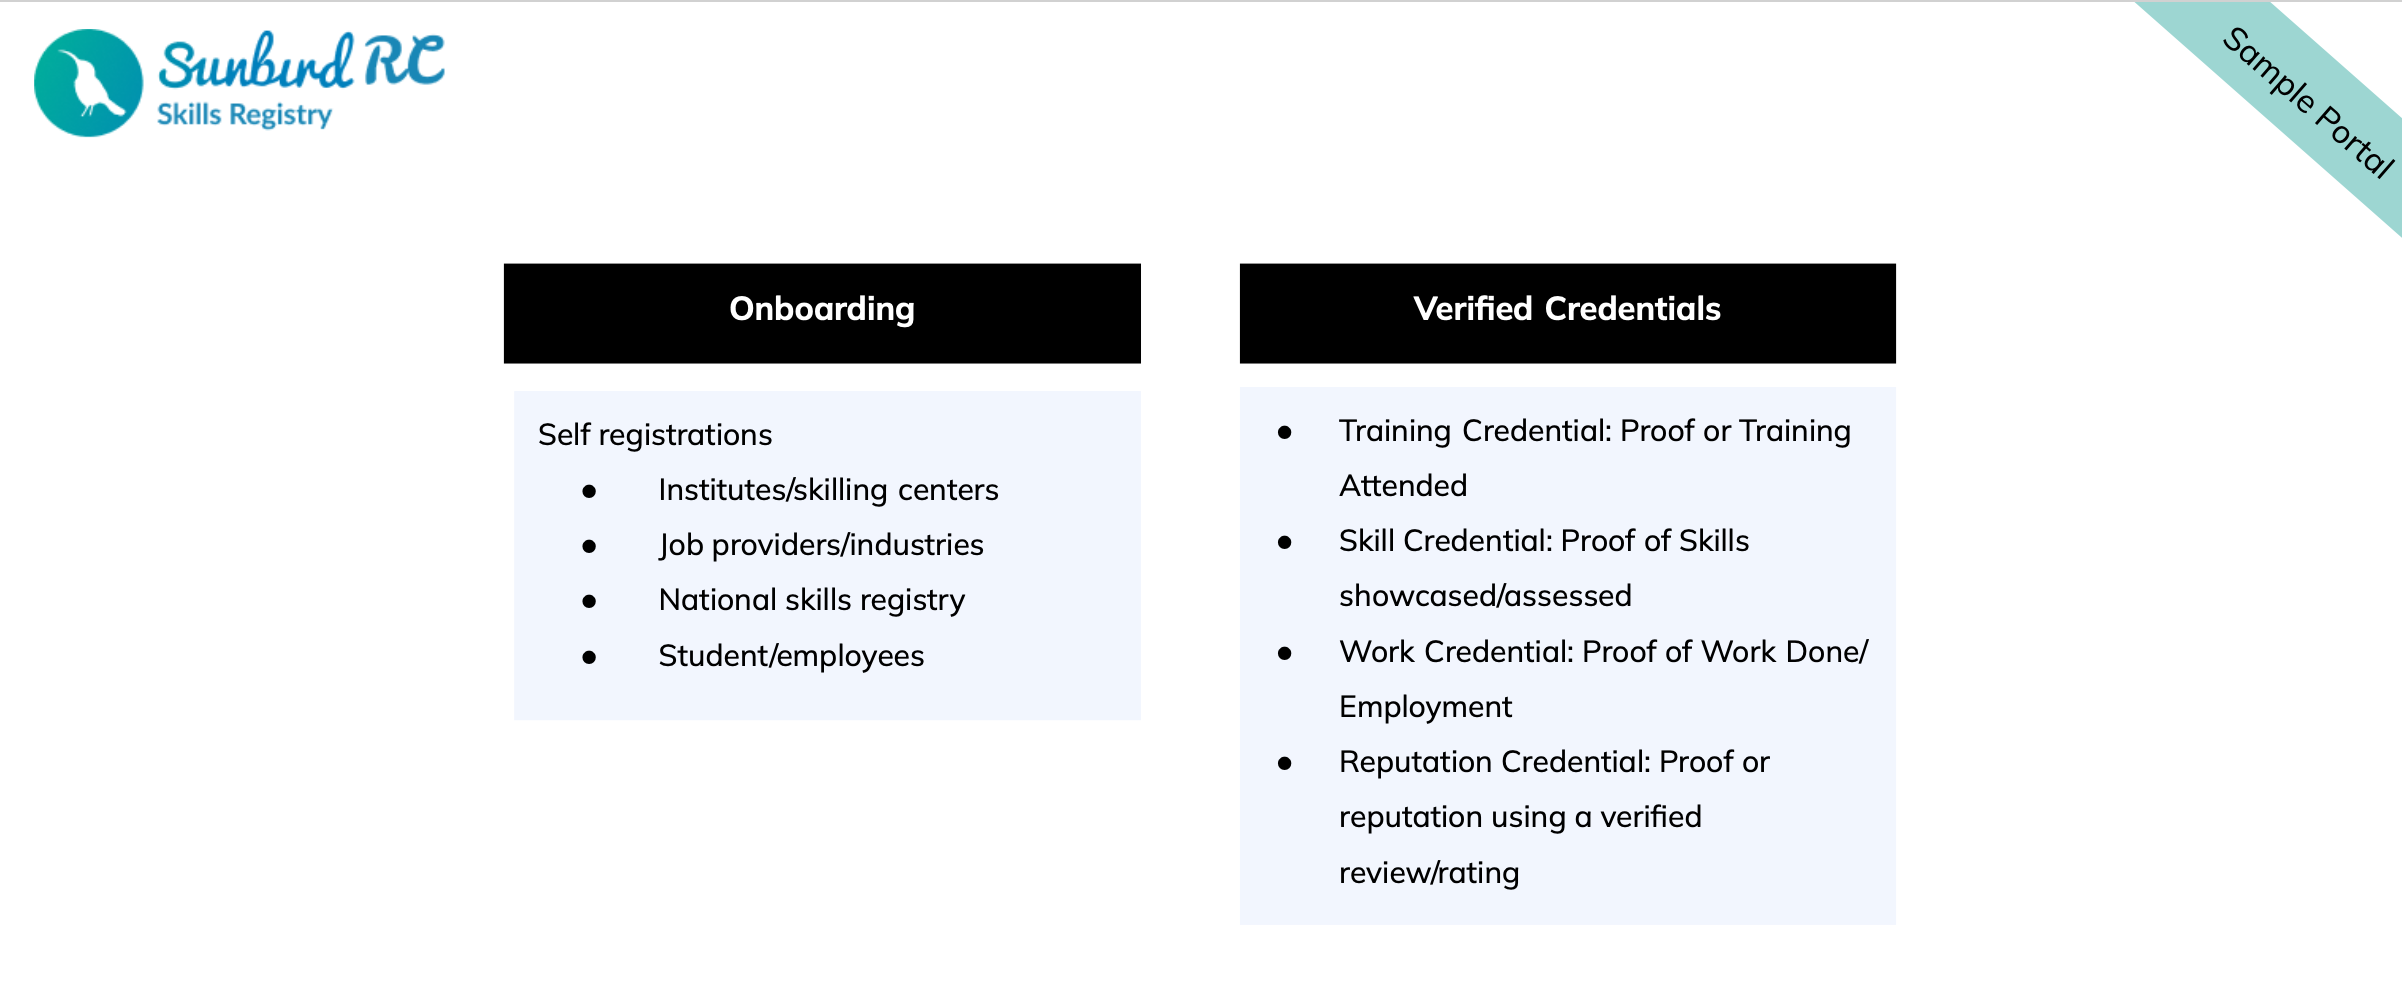 Sunbird RC
Skills Registry
Sample Portal
Onboarding
Self registrations
● Institutes/skilling centers
● Job providers/industries
● National skills registry
● Student/employees
Verified Credentials
● Training Credential: Proof or Training
Attended
● Skill Credential: Proof of Skills
showcased/assessed
● Work Credential: Proof of Work Done/
Employment
● Reputation Credential: Proof or
reputation using a verified
review/rating